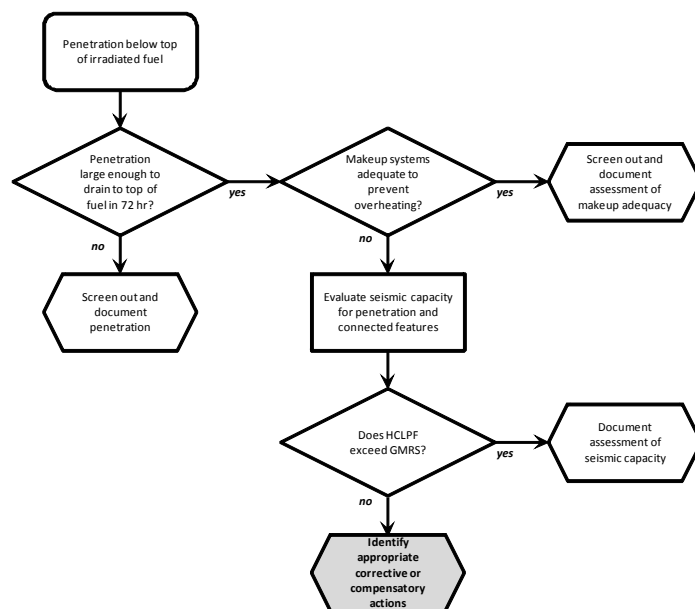 Penetration below top
of irradiated fuel
Penetration
large enough to
drain to top of
fuel in 72 hr?
yes
Makeup systems
adequate to
prevent
overheating?
yes
Screen out and
document
assessment of
makeup adequacy
no
Screen out and
document
penetration
no
Evaluate seismic capacity
for penetration and
connected features
Does HCLPF
exceed GMRS?
yes
Document
assessment of
seismic capacity
no
Identify
appropriate
corrective or
compensatory
actions